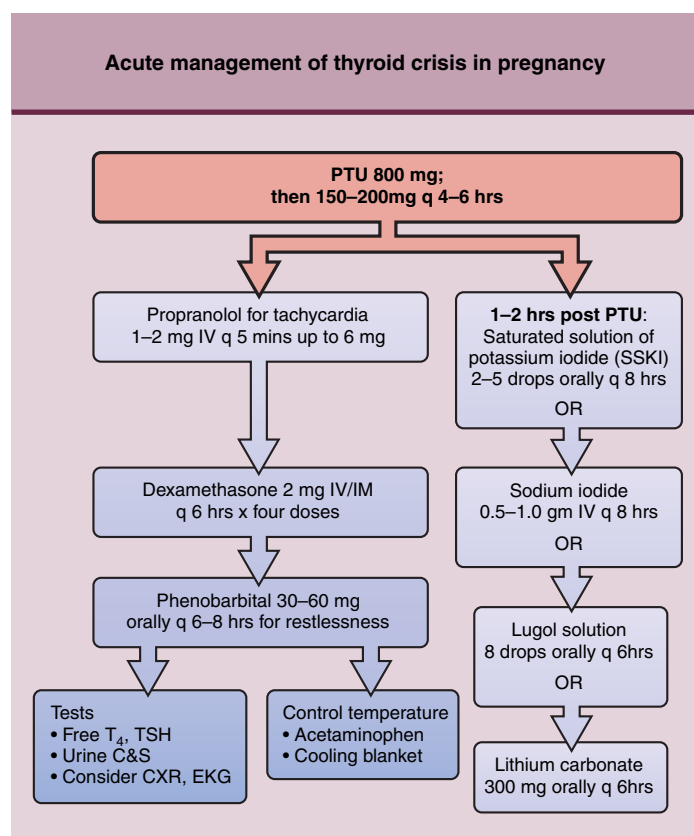 Acute management of thyroid crisis in pregnancy
PTU 800 mg;
then 150–200mg q 4–6 hrs
Propranolol for tachycardia
1–2 mg IV q 5 mins up to 6 mg
Dexamethasone 2 mg IV/IM
q 6 hrs x four doses
Phenobarbital 30–60 mg
orally q 6–8 hrs for restlessness
Tests
• Free T₄, TSH
• Urine C&S
• Consider CXR, EKG
Control temperature
• Acetaminophen
• Cooling blanket
1–2 hrs post PTU:
Saturated solution of
potassium iodide (SSKI)
2–5 drops orally q 8 hrs
OR
Sodium iodide
0.5–1.0 gm IV q 8 hrs
OR
Lugol solution
8 drops orally q 6hrs
OR
Lithium carbonate
300 mg orally q 6hrs